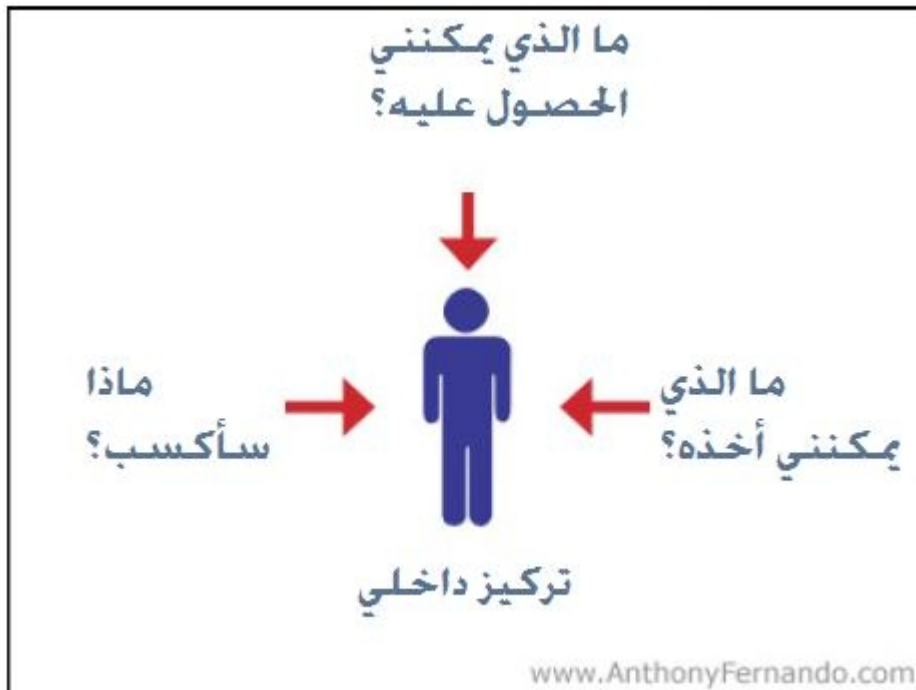 ما الذي يمكنني
الحصول عليه؟
ما الذي
يمكنني أخذه؟
ماذا
سأكسب؟
تركيز داخلي
www.AnthonyFernando.com